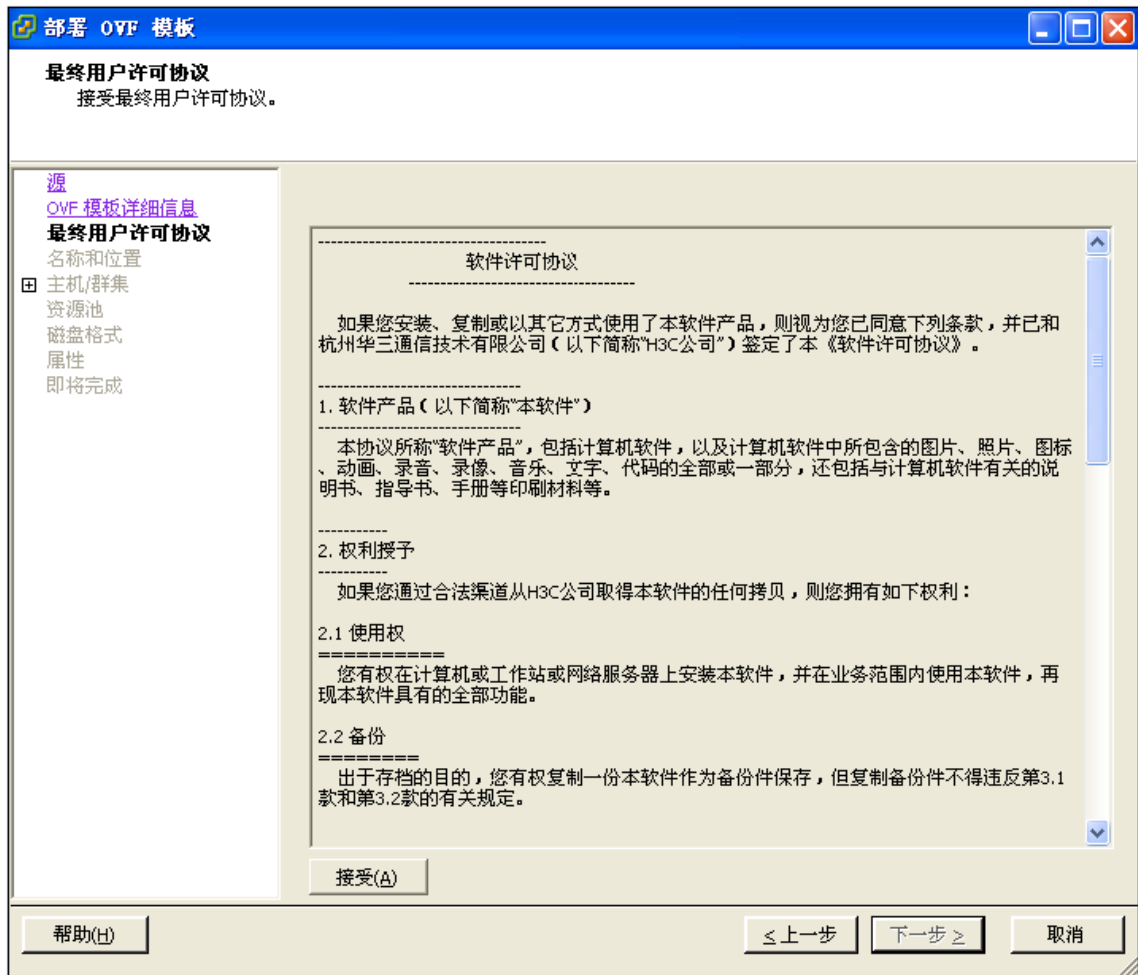 部署 OVF 模板
最终用户许可协议
接受最终用户许可协议。
源
OVF 模板详细信息
最终用户许可协议
名称和位置
主机/群集
资源池
磁盘格式
属性
即将完成
------------------------------------
软件许可协议
------------------------------------
如果您安装、复制或以其它方式使用了本软件产品，则视为您已同意下列条款，并已和
杭州华三通信技术有限公司（以下简称"H3C公司"）签定了本《软件许可协议》。
--------------------------------
1. 软件产品（以下简称"本软件"）
--------------------------------
本协议所称"软件产品"，包括计算机软件，以及计算机软件中所包含的图片、照片、图标
、动画、录音、录像、音乐、文字、代码的全部或一部分，还包括与计算机软件有关的说
明书、指导书、手册等印刷材料等。
-----------
2. 权利授予
-----------
如果您通过合法渠道从H3C公司取得本软件的任何拷贝，则您拥有如下权利：
2.1 使用权
==========
您有权在计算机或工作站或网络服务器上安装本软件，并在业务范围内使用本软件，再
现本软件具有的全部功能。
2.2 备份
========
出于存档的目的，您有权复制一份本软件作为备份件保存，但复制备份件不得违反第3.1
款和第3.2款的有关规定。
接受(A)
帮助(H)
≤上一步
下一步≥
取消